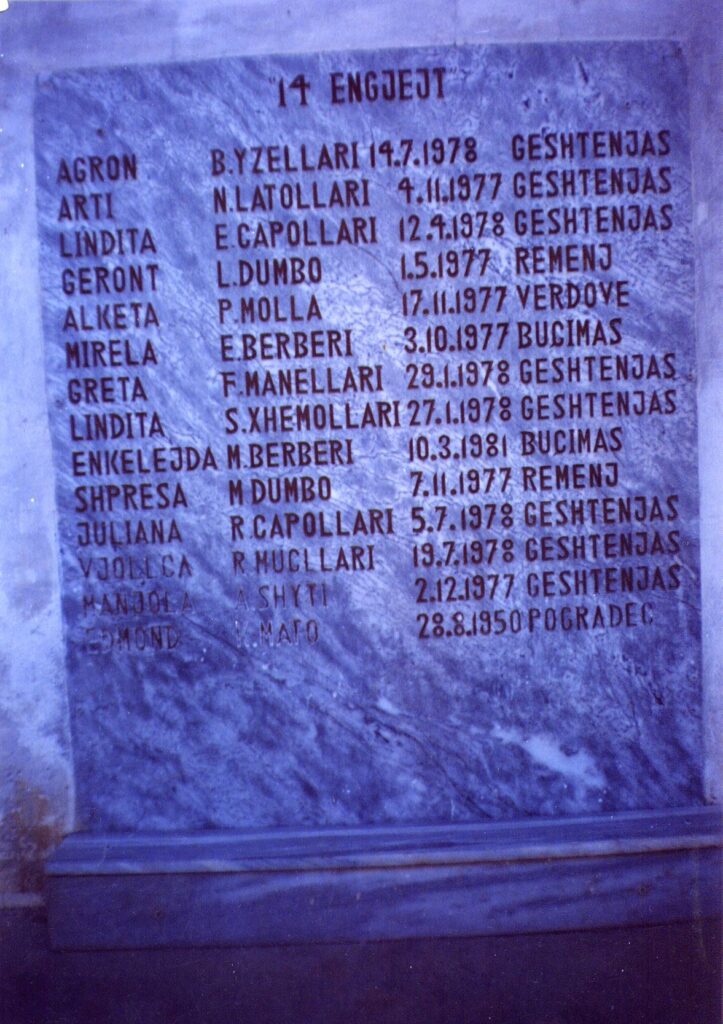 "14 ENGJEJT"
AGRON B.YZELLARI 14.7.1978 GESHTENJAS
ARTI N.LATOLLARI 4.11.1977 GESHTENJAS
LINDITA E.CAPOLLARI 12.4.1978 GESHTENJAS
GERONT L.DUMBO 1.5.1977 REMENJ
ALKETA P.MOLLA 17.11.1977 VERDOVE
MIRELA E.BERBERI 3.10.1977 BUCIMAS
GRETA F.MANELLARI 29.1.1978 GESHTENJAS
LINDITA S.XHEMOLLARI 27.1.1978 GESHTENJAS
ENKELEJDA M.BERBERI 10.3.1981 BUCIMAS
SHPRESA M DUMBO 7.11.1977 REMENJ
JULIANA R.CAPOLLARI 5.7.1978 GESHTENJAS
VJOLLCA R.MUCLLARI 19.7.1978 GESHTENJAS
MANJOLA A.SHYTI 2.12.1977 GESHTENJAS
EDMOND MATO 28.8.1950 POGRADEC